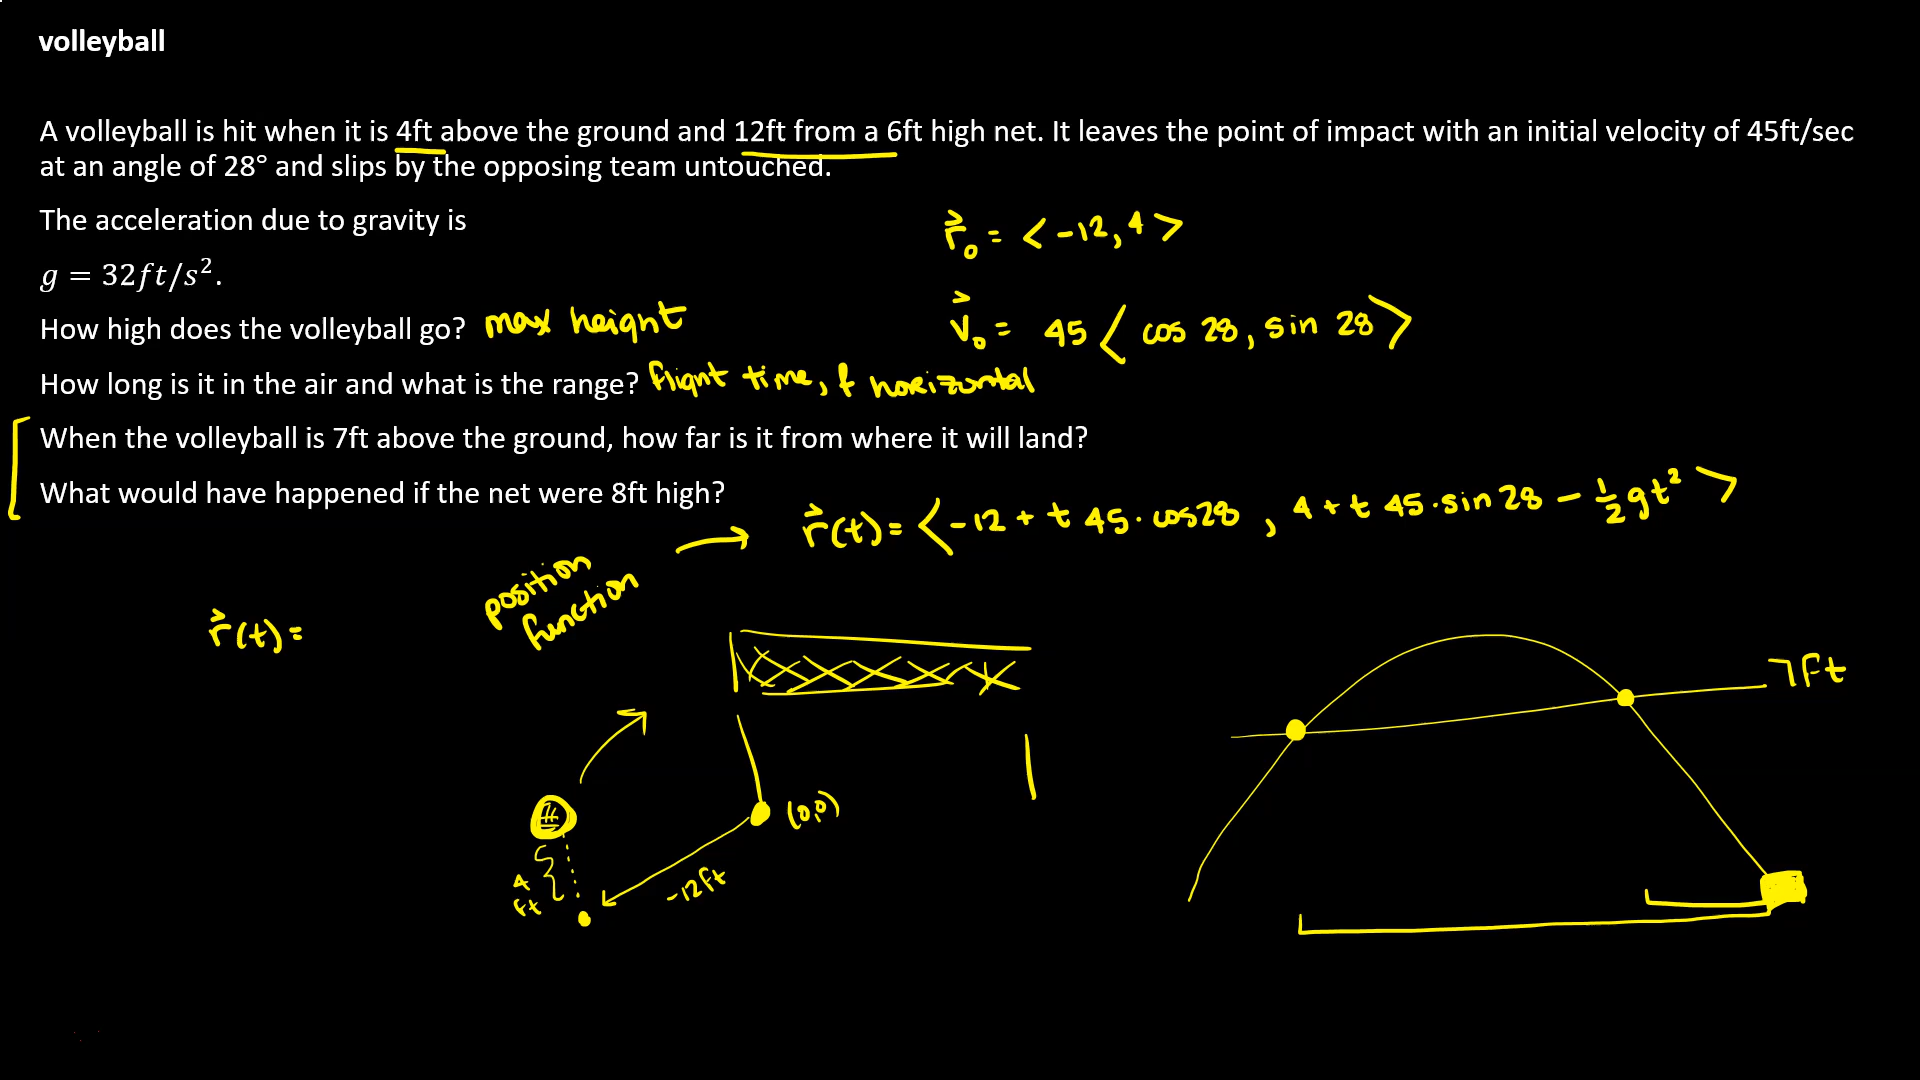 volleyball
A volleyball is hit when it is 4ft above the ground and 12ft from a 6ft high net. It leaves the point of impact with an initial velocity of 45ft/sec
at an angle of 28° and slips by the opposing team untouched.
The acceleration due to gravity is
r⃗₀ = < -12, 4 >
g = 32ft/s².
How high does the volleyball go? max height
v⃗₀ = 45 < cos 28, sin 28 >
How long is it in the air and what is the range? flight time, f horizontal
When the volleyball is 7ft above the ground, how far is it from where it will land?
What would have happened if the net were 8ft high?
r⃗(t) = < -12 + t 45 · cos28 , 4 + t 45 · sin 28 - ½gt² >
position
function
r⃗(t) =
7ft
(0,0)
4
ft
-12ft